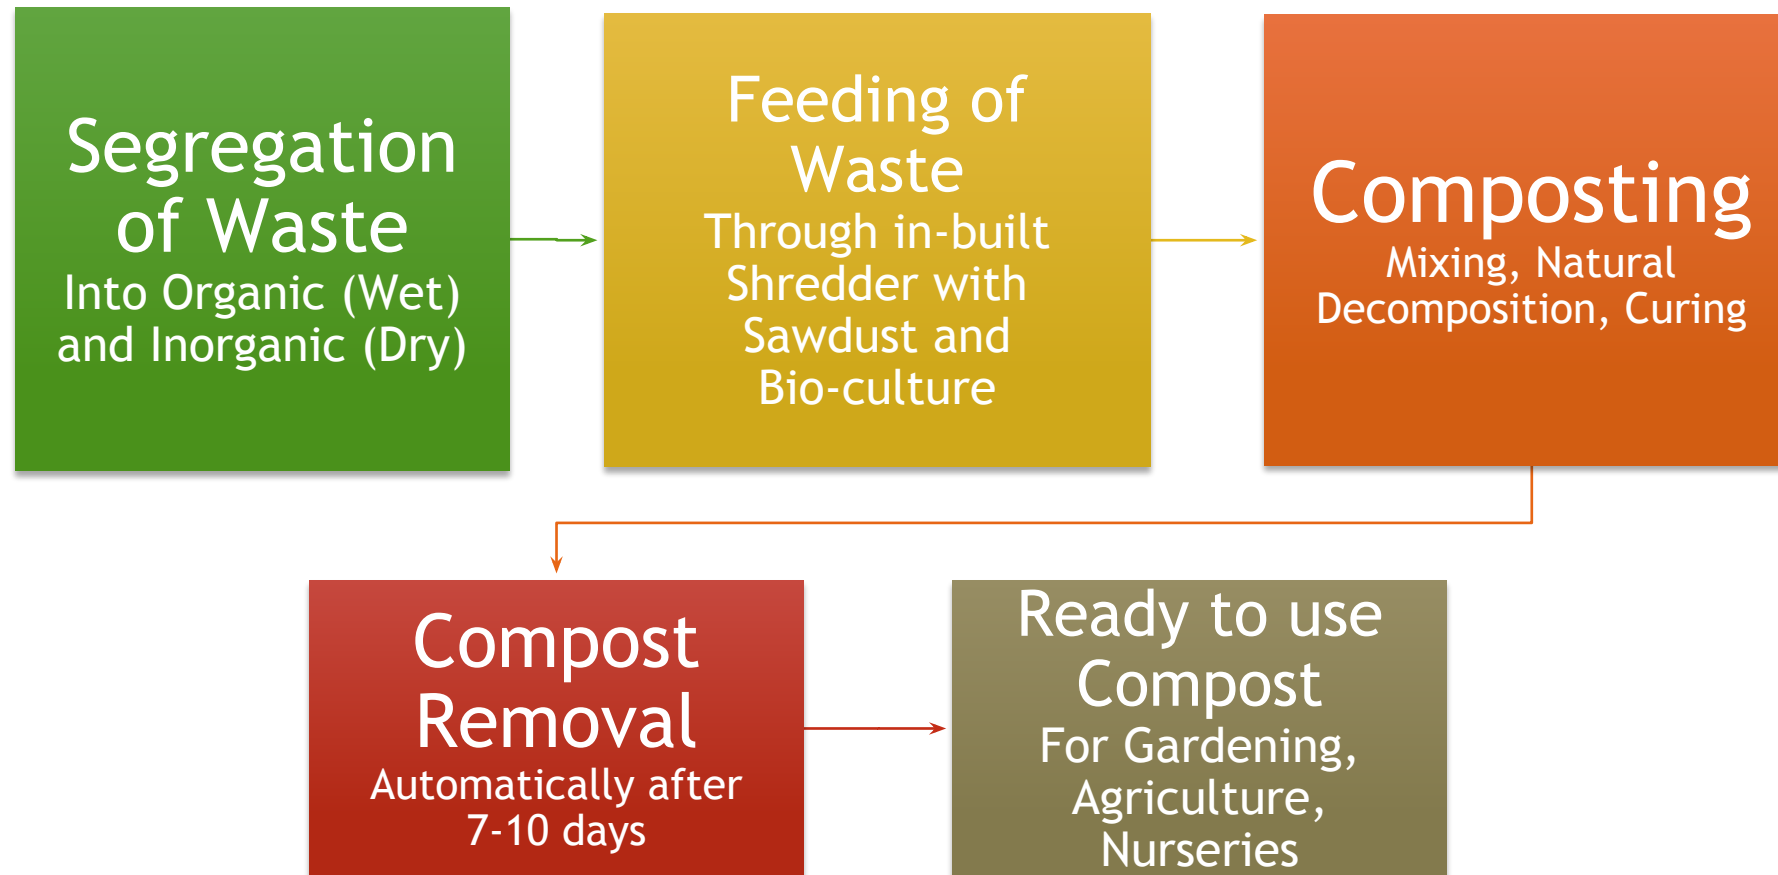 Segregation
of Waste
Into Organic (Wet)
and Inorganic (Dry)
Feeding of
Waste
Through in-built
Shredder with
Sawdust and
Bio-culture
Composting
Mixing, Natural
Decomposition, Curing
Compost
Removal
Automatically after
7-10 days
Ready to use
Compost
For Gardening,
Agriculture,
Nurseries